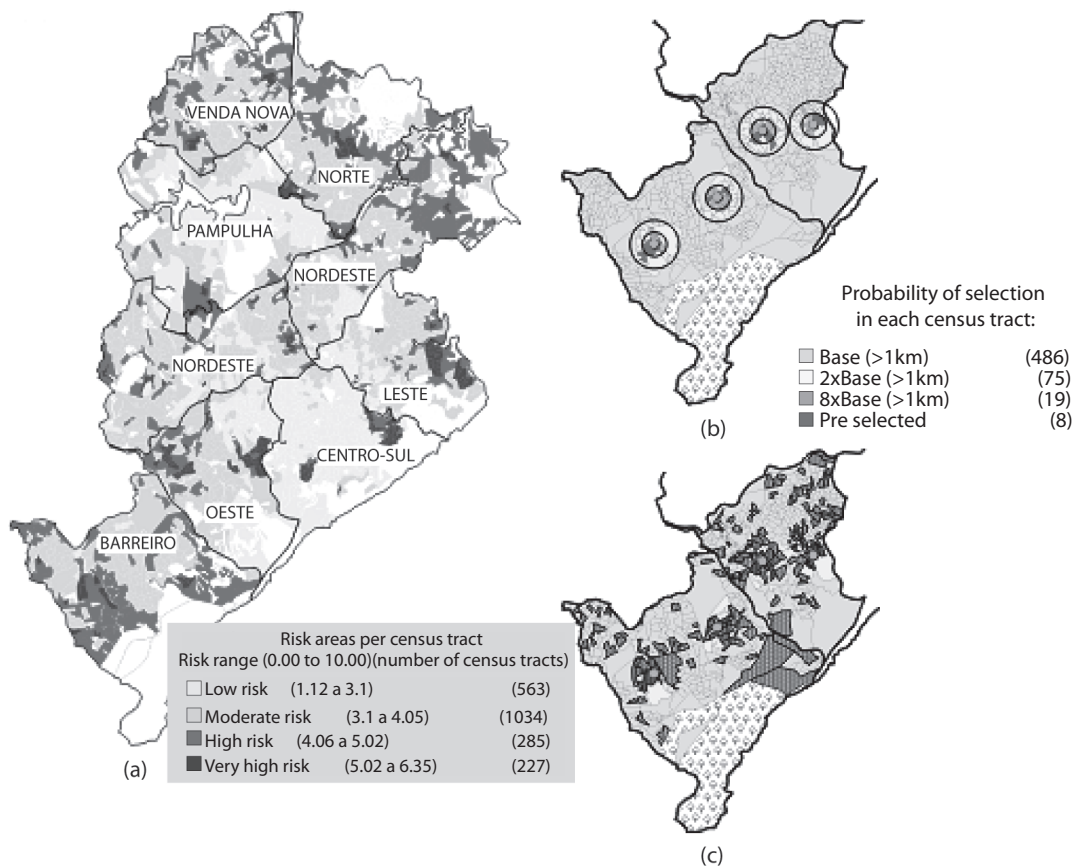 VENDA NOVA
NORTE
PAMPULHA
NORDESTE
NORDESTE
LESTE
CENTRO-SUL
OESTE
BARREIRO
Risk areas per census tract
Risk range (0.00 to 10.00)(number of census tracts)
Low risk (1.12 a 3.1) (563)
Moderate risk (3.1 a 4.05) (1034)
High risk (4.06 a 5.02) (285)
Very high risk (5.02 a 6.35) (227)
(a)
Probability of selection
in each census tract:
Base (>1km) (486)
2xBase (>1km) (75)
8xBase (>1km) (19)
Pre selected (8)
(b)
(c)